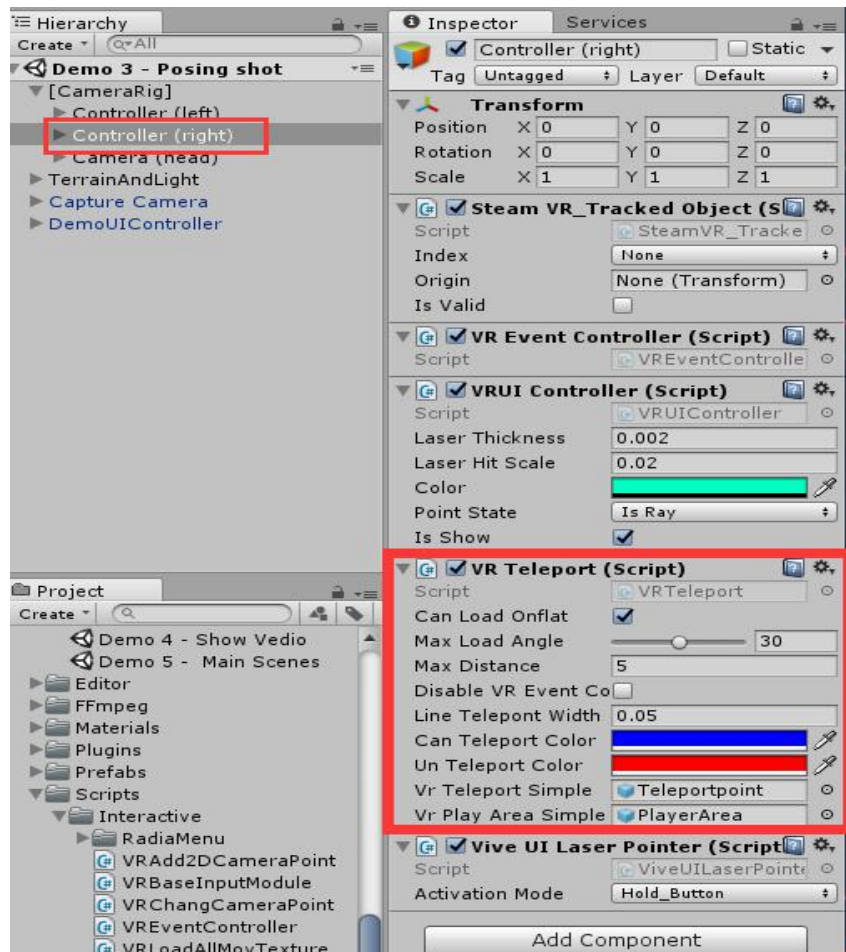 Hierarchy
Create
All
Demo 3 - Posing shot
[CameraRig]
Controller (left)
Controller (right)
Camera (head)
TerrainAndLight
Capture Camera
DemoUIController
Project
Create
Demo 4 - Show Vedio
Demo 5 - Main Scenes
Editor
FFmpeg
Materials
Plugins
Prefabs
Scripts
Interactive
RadiaMenu
VRAdd2DCameraPoint
VRBaseInputModule
VRChangCameraPoint
VREventController
VRLoadAllMovTexture
Inspector Services
Controller (right) Static
Tag Untagged Layer Default
Transform
Position X 0 Y 0 Z 0
Rotation X 0 Y 0 Z 0
Scale X 1 Y 1 Z 1
Steam VR_Tracked Object (S
Script SteamVR_Tracke
Index None
Origin None (Transform)
Is Valid
VR Event Controller (Script)
Script VREventControlle
VRUI Controller (Script)
Script VRUIController
Laser Thickness 0.002
Laser Hit Scale 0.02
Color
Point State Is Ray
Is Show
VR Teleport (Script)
Script VRTeleport
Can Load Onflat
Max Load Angle 30
Max Distance 5
Disable VR Event Co
Line Telepont Width 0.05
Can Teleport Color
Un Teleport Color
Vr Teleport Simple Teleportpoint
Vr Play Area Simple PlayerArea
Vive UI Laser Pointer (Script
Script ViveUILaserPointe
Activation Mode Hold_Button
Add Component